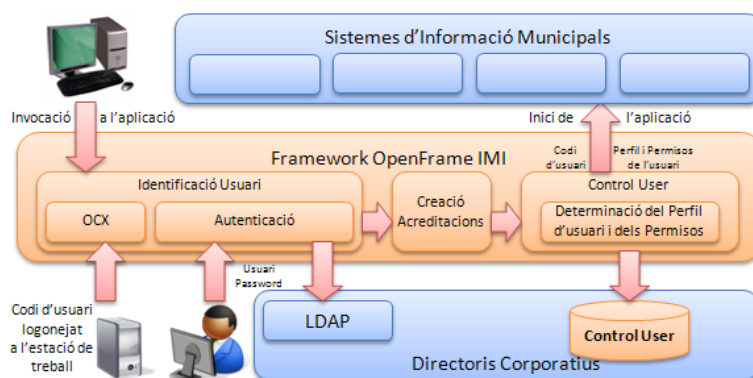 Sistemes d'Informació Municipals
Invocació a l'aplicació
Inici de l'aplicació
Codi d'usuari
Perfil i Permisos de l'usuari
Framework OpenFrame IMI
Identificació Usuari
OCX
Autenticació
Creació
Acreditacions
Control User
Determinació del Perfil
d'usuari i dels Permisos
Usuari
Password
Codi d'usuari
logonejat
a l'estació de
treball
LDAP
Control User
Directoris Corporatius